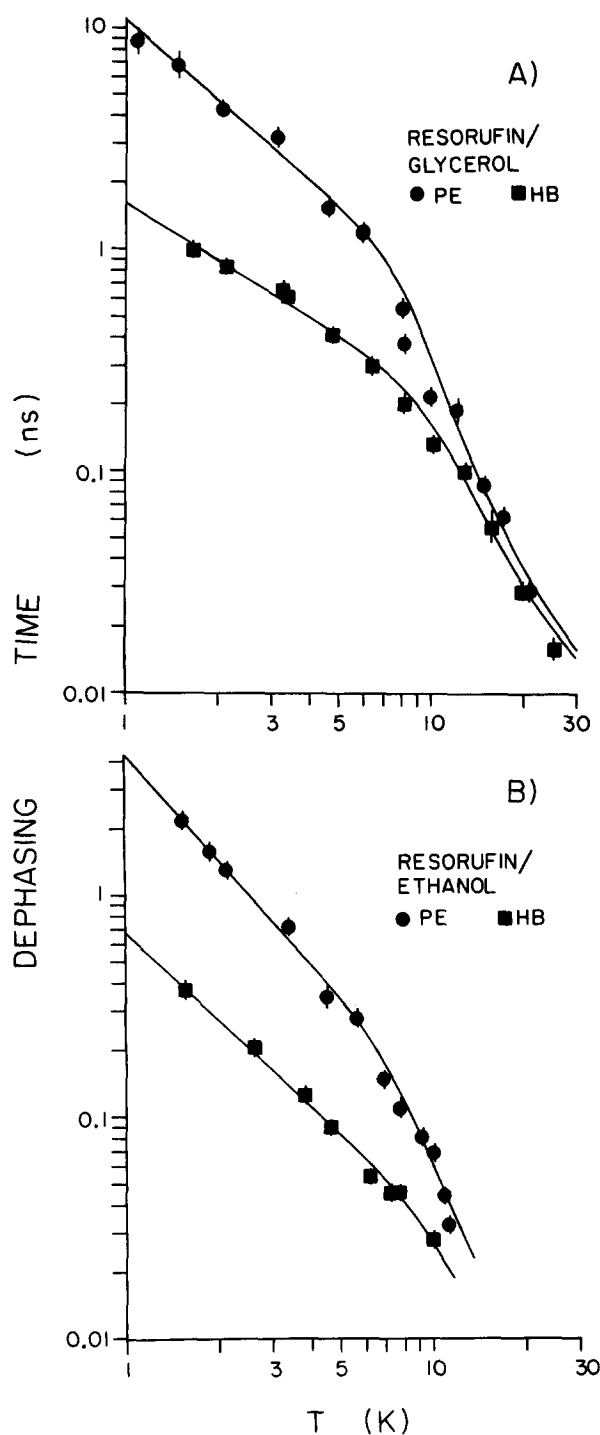 10
1
0.1
0.01
A)
RESORUFIN/
GLYCEROL
● PE ■ HB
1 3 5 10 30
DEPHASING TIME (ns)
1
0.1
0.01
B)
RESORUFIN/
ETHANOL
● PE ■ HB
1 3 5 10 30
T (K)